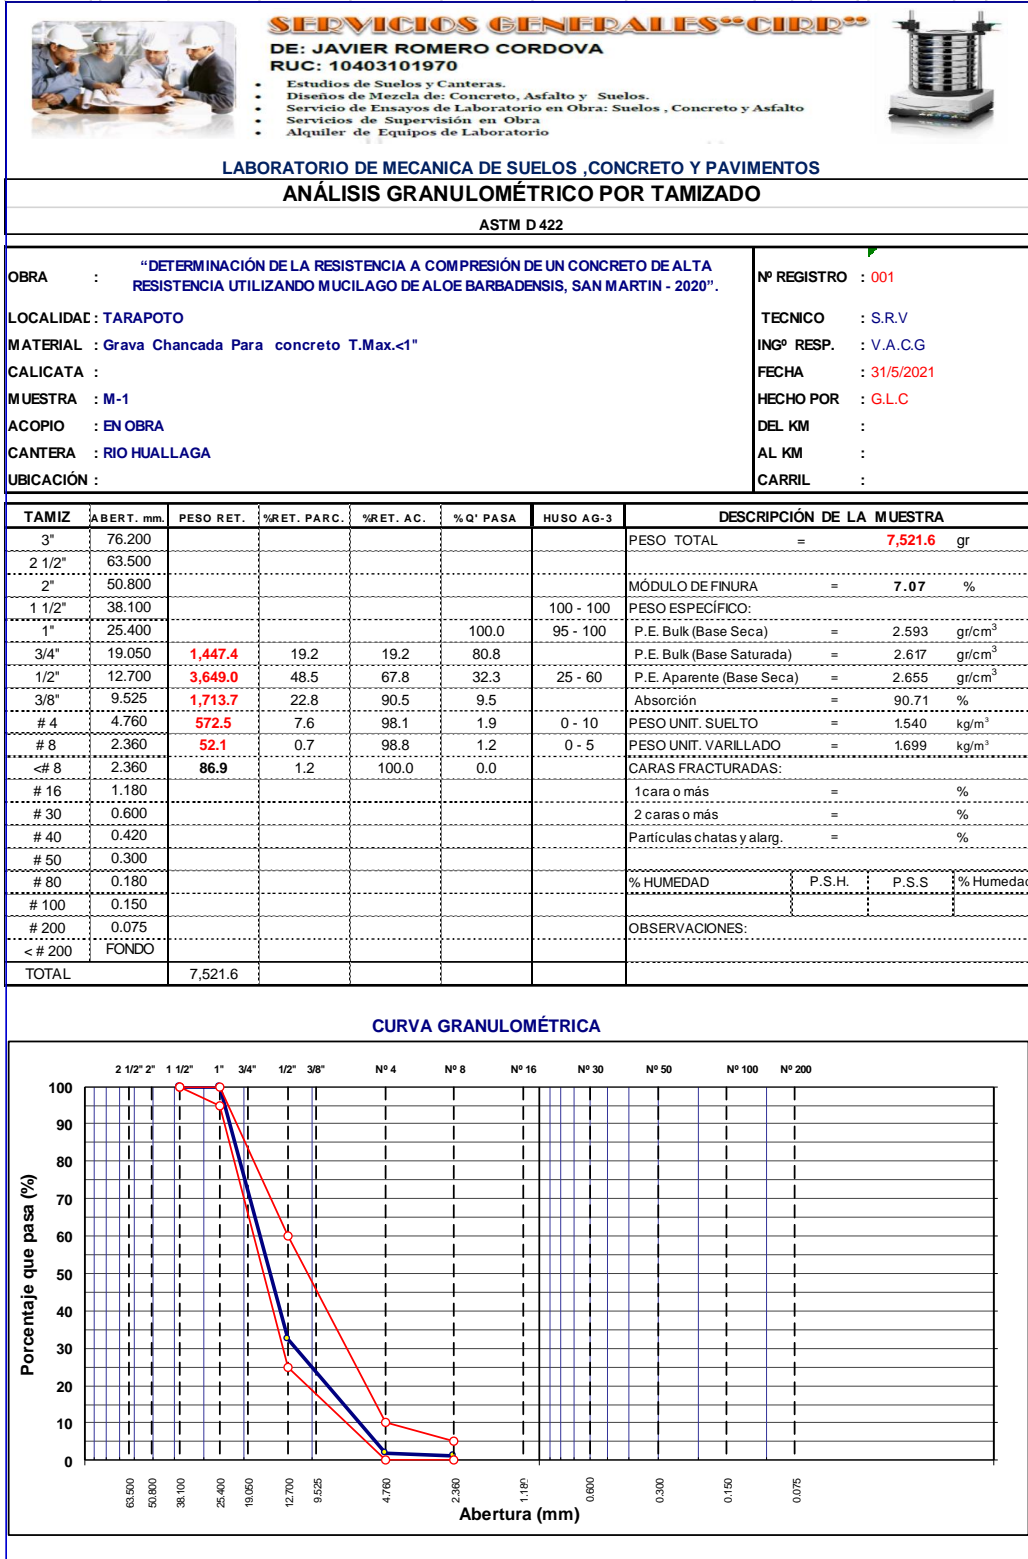 SERVICIOS GENERALES“CIRR”
DE: JAVIER ROMERO CORDOVA
RUC: 10403101970
• Estudios de Suelos y Canteras.
• Diseños de Mezcla de: Concreto, Asfalto y Suelos.
• Servicio de Ensayos de Laboratorio en Obra: Suelos , Concreto y Asfalto
• Servicios de Supervisión en Obra
• Alquiler de Equipos de Laboratorio
LABORATORIO DE MECANICA DE SUELOS ,CONCRETO Y PAVIMENTOS
ANÁLISIS GRANULOMÉTRICO POR TAMIZADO
ASTM D 422
OBRA : “DETERMINACIÓN DE LA RESISTENCIA A COMPRESIÓN DE UN CONCRETO DE ALTA RESISTENCIA UTILIZANDO MUCILAGO DE ALOE BARBADENSIS, SAN MARTIN - 2020”. Nº REGISTRO : 001
LOCALIDAD : TARAPOTO TECNICO : S.R.V
MATERIAL : Grava Chancada Para concreto T.Max.<1" INGº RESP. : V.A.C.G
CALICATA : FECHA : 31/5/2021
MUESTRA : M-1 HECHO POR : G.L.C
ACOPIO : EN OBRA DEL KM :
CANTERA : RIO HUALLAGA AL KM :
UBICACIÓN : CARRIL :
TAMIZ ABERT. mm. PESO RET. %RET. PARC. %RET. AC. %Q' PASA HUSO AG-3 DESCRIPCIÓN DE LA MUESTRA
3" 76.200 PESO TOTAL = 7,521.6 gr
2 1/2" 63.500
2" 50.800 MÓDULO DE FINURA = 7.07 %
1 1/2" 38.100 100 - 100 PESO ESPECÍFICO:
1" 25.400 100.0 95 - 100 P.E. Bulk (Base Seca) = 2.593 gr/cm³
3/4" 19.050 1,447.4 19.2 19.2 80.8 P.E. Bulk (Base Saturada) = 2.617 gr/cm³
1/2" 12.700 3,649.0 48.5 67.8 32.3 25 - 60 P.E. Aparente (Base Seca) = 2.655 gr/cm³
3/8" 9.525 1,713.7 22.8 90.5 9.5 Absorción = 90.71 %
# 4 4.760 572.5 7.6 98.1 1.9 0 - 10 PESO UNIT. SUELTO = 1.540 kg/m³
# 8 2.360 52.1 0.7 98.8 1.2 0 - 5 PESO UNIT. VARILLADO = 1.699 kg/m³
<# 8 2.360 86.9 1.2 100.0 0.0 CARAS FRACTURADAS:
# 16 1.180 1cara o más = %
# 30 0.600 2 caras o más = %
# 40 0.420 Partículas chatas y alarg. = %
# 50 0.300
# 80 0.180 % HUMEDAD P.S.H. P.S.S % Humedad
# 100 0.150
# 200 0.075 OBSERVACIONES:
< # 200 FONDO
TOTAL 7,521.6
CURVA GRANULOMÉTRICA
2 1/2" 2" 1 1/2" 1" 3/4" 1/2" 3/8" Nº 4 Nº 8 Nº 16 Nº 30 Nº 50 Nº 100 Nº 200
Porcentaje que pasa (%)
100
90
80
70
60
50
40
30
20
10
0
63.500 50.800 38.100 25.400 19.050 12.700 9.525 4.760 2.360 1.180 0.600 0.300 0.150 0.075
Abertura (mm)